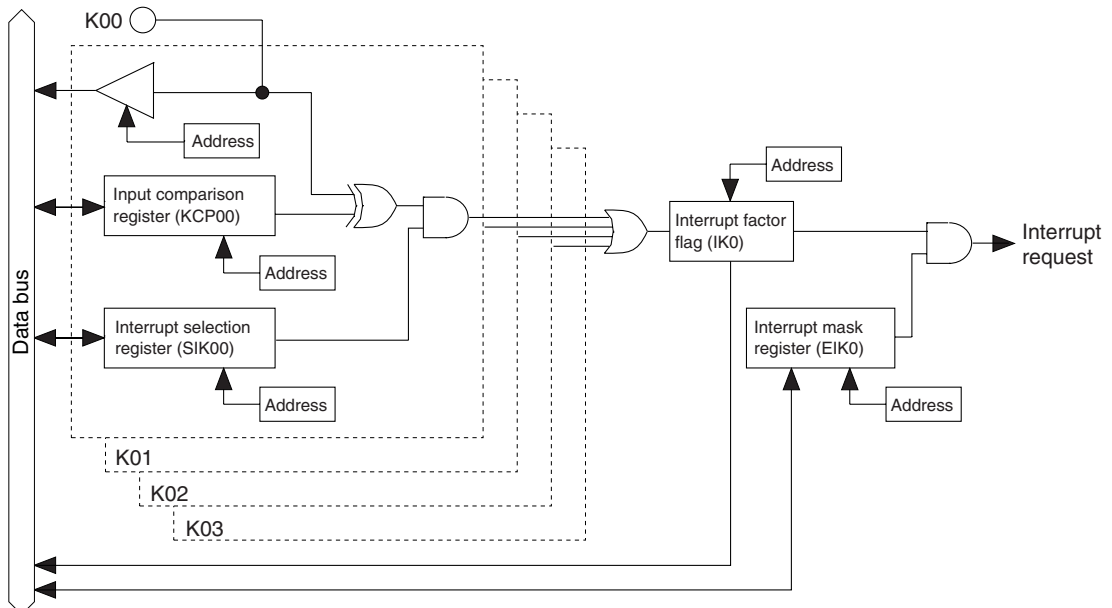 K00
Address
Input comparison
register (KCP00)
Address
Interrupt selection
register (SIK00)
Address
K01
K02
K03
Data bus
Address
Interrupt factor
flag (IK0)
Interrupt
request
Interrupt mask
register (EIK0)
Address